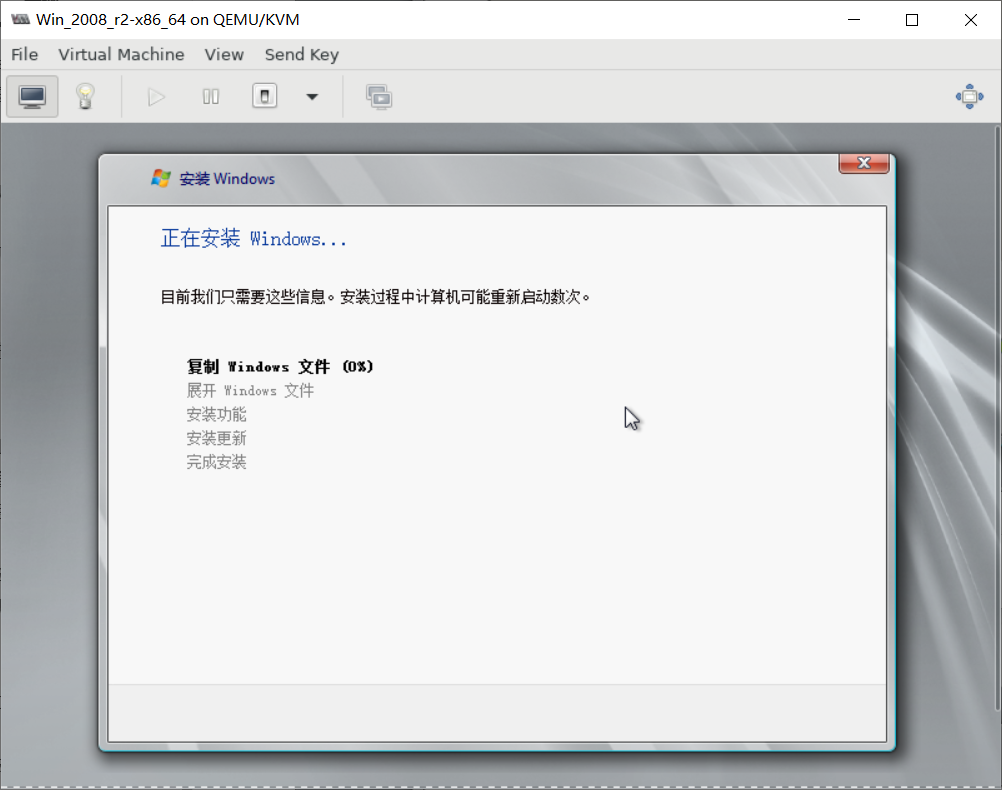 Win_2008_r2-x86_64 on QEMU/KVM
File Virtual Machine View Send Key
安装 Windows
正在安装 Windows...
目前我们只需要这些信息。安装过程中计算机可能重新启动数次。
复制 Windows 文件 (0%)
展开 Windows 文件
安装功能
安装更新
完成安装